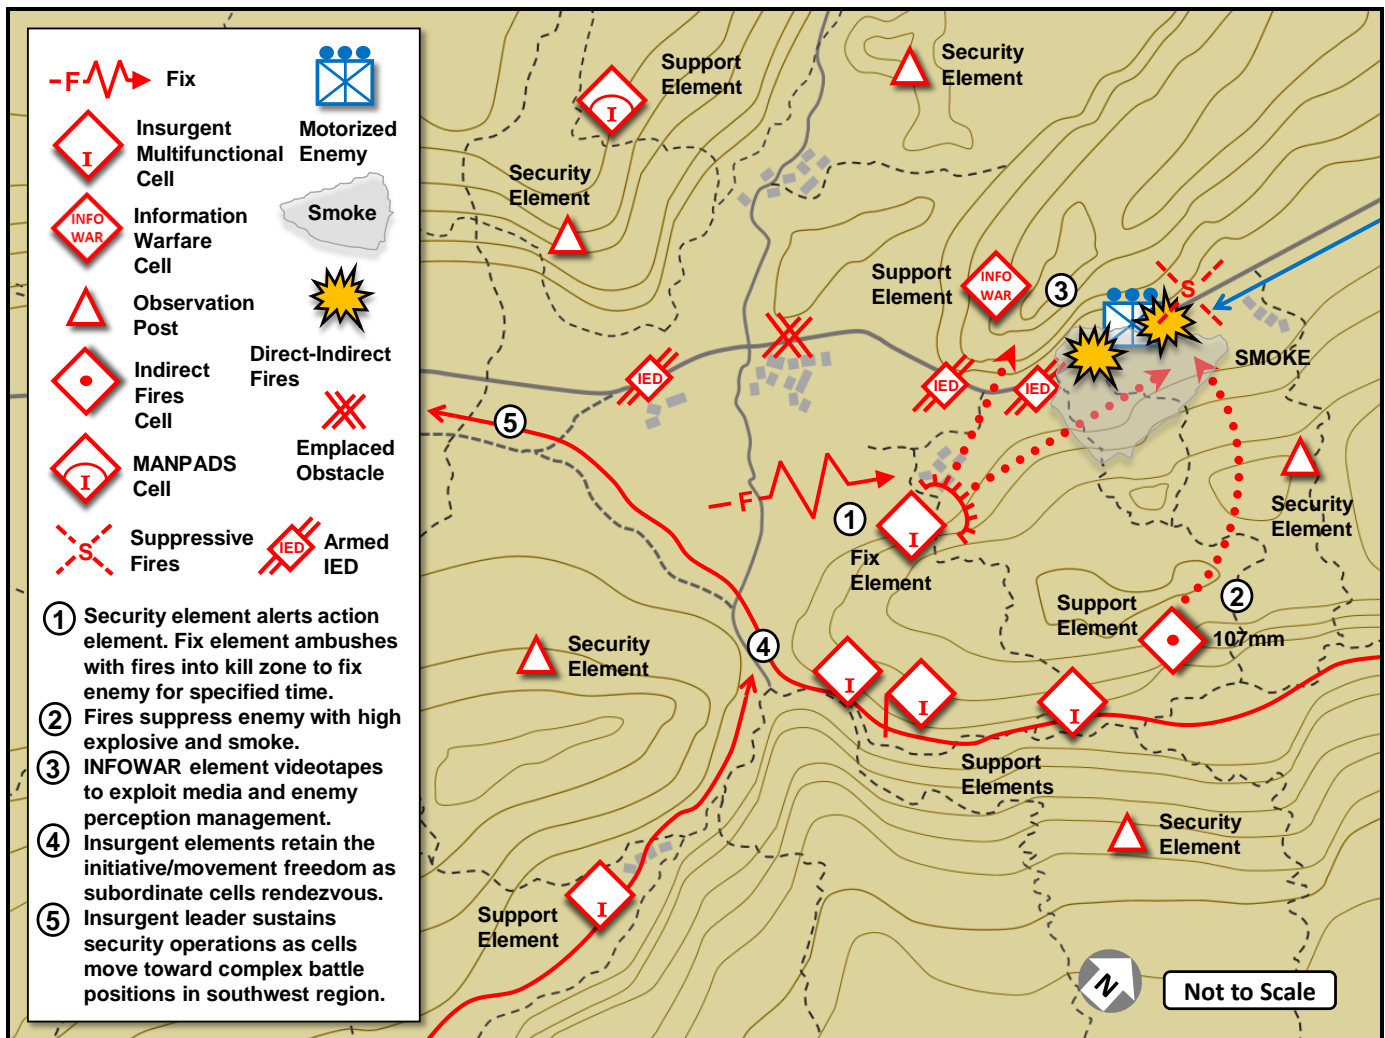 F
Fix
Motorized
Enemy
I
Insurgent
Multifunctional
Cell
INFO
WAR
Information
Warfare
Cell
Smoke
Observation
Post
Direct-Indirect
Fires
Indirect
Fires
Cell
Emplaced
Obstacle
I
MANPADS
Cell
S
Suppressive
Fires
IED
Armed
IED
1 Security element alerts action
element. Fix element ambushes
with fires into kill zone to fix
enemy for specified time.
2 Fires suppress enemy with high
explosive and smoke.
3 INFOWAR element videotapes
to exploit media and enemy
perception management.
4 Insurgent elements retain the
initiative/movement freedom as
subordinate cells rendezvous.
5 Insurgent leader sustains
security operations as cells
move toward complex battle
positions in southwest region.
Support
Element
I
Security
Element
Security
Element
Support
Element
INFO
WAR
3
S
SMOKE
IED
IED
IED
5
F
1
I
Fix
Element
Security
Element
2
Support
Element
107mm
Security
Element
4
I
I
I
Support
Elements
Security
Element
I
Support
Element
N
Not to Scale